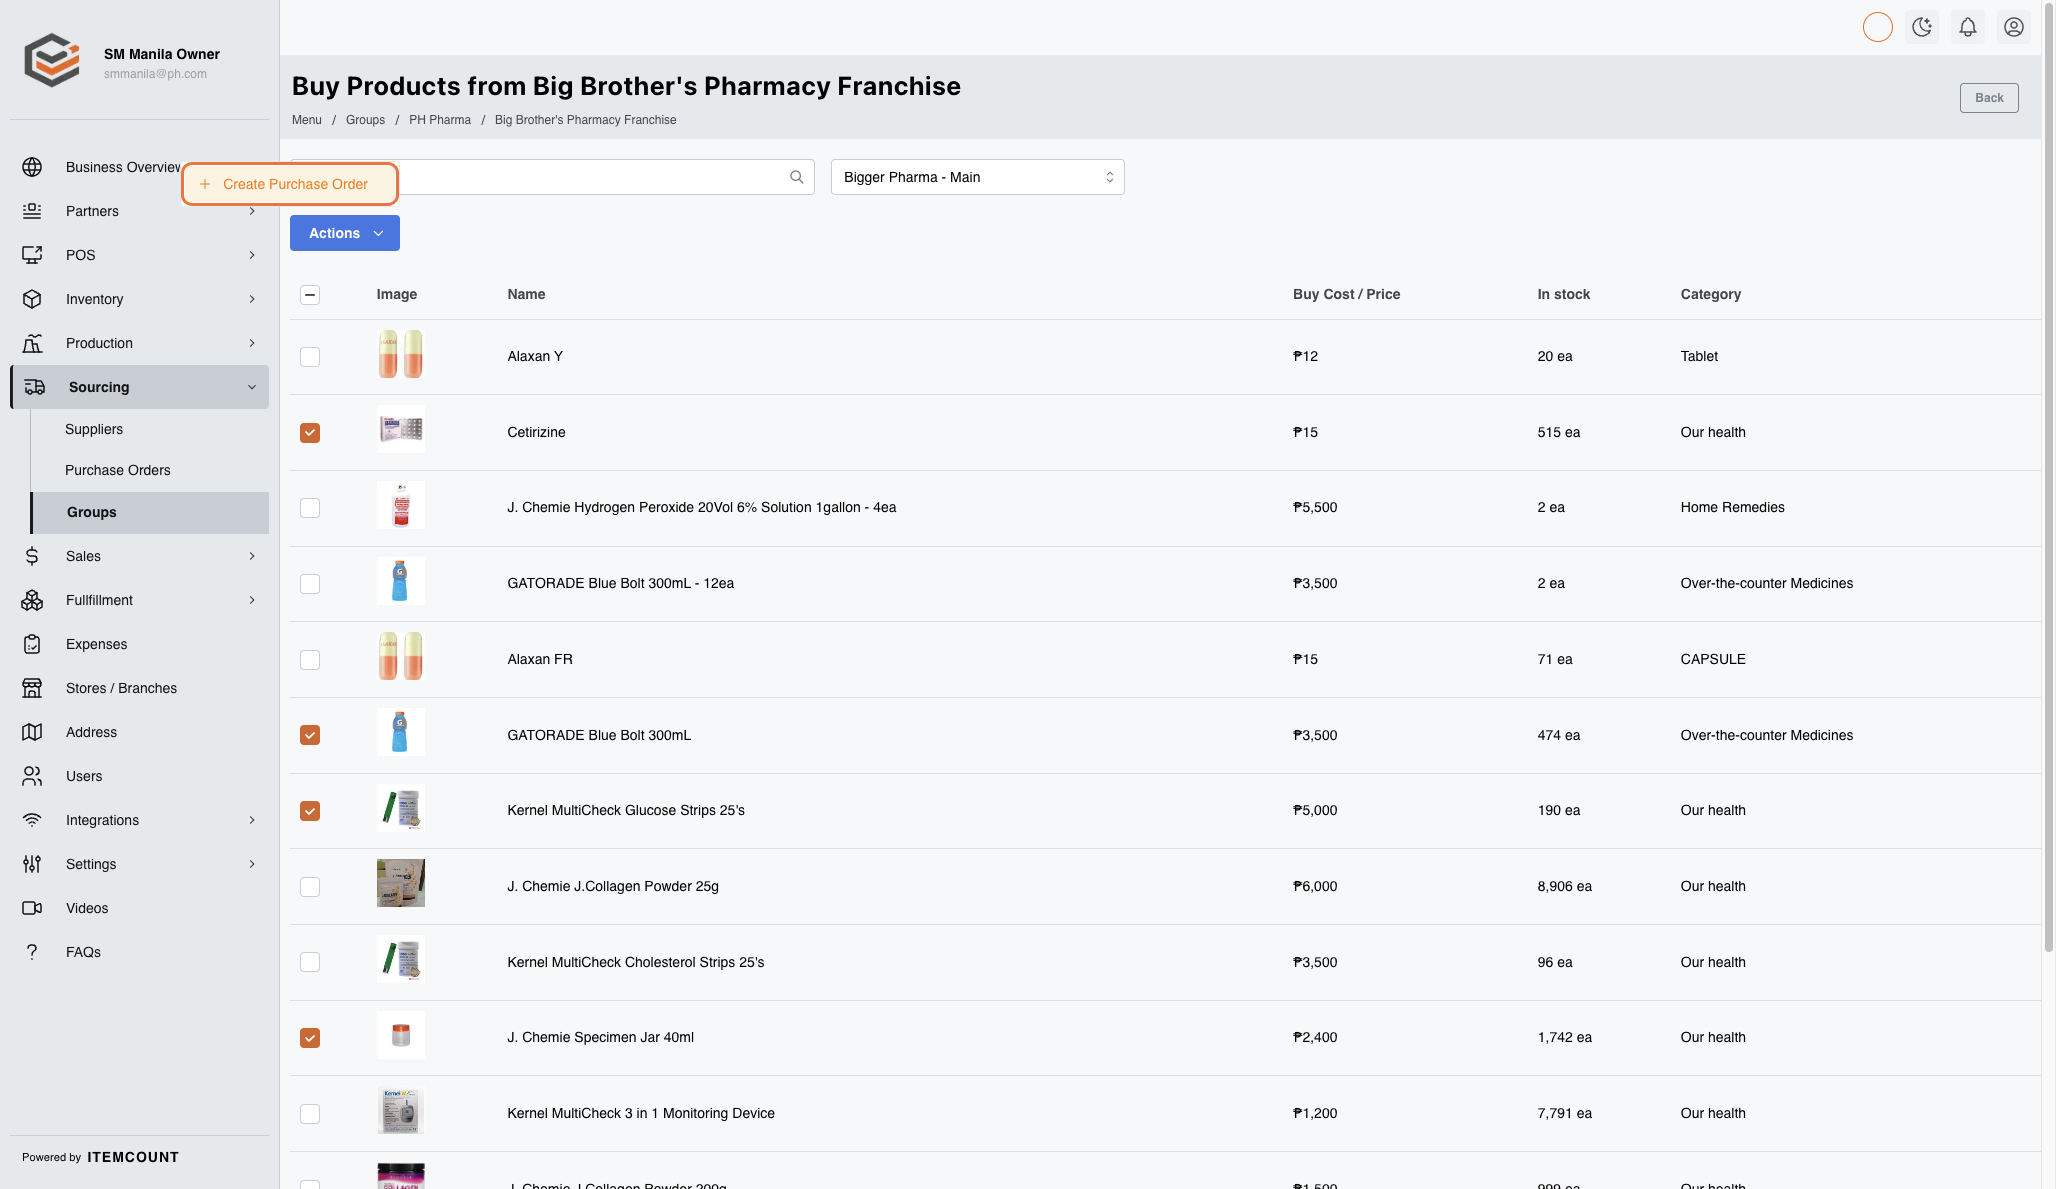 SM Manila Owner
smmanila@ph.com
Buy Products from Big Brother's Pharmacy Franchise
Back
Menu / Groups / PH Pharma / Big Brother's Pharmacy Franchise
Business Overview
Partners
POS
Inventory
Production
Sourcing
Suppliers
Purchase Orders
Groups
Sales
Fullfillment
Expenses
Stores / Branches
Address
Users
Integrations
Settings
Videos
FAQs
Powered by ITEMCOUNT
Create Purchase Order
Bigger Pharma - Main
Actions
Image Name Buy Cost / Price In stock Category
Alaxan Y ₱12 20 ea Tablet
Cetirizine ₱15 515 ea Our health
J. Chemie Hydrogen Peroxide 20Vol 6% Solution 1gallon - 4ea ₱5,500 2 ea Home Remedies
GATORADE Blue Bolt 300mL - 12ea ₱3,500 2 ea Over-the-counter Medicines
Alaxan FR ₱15 71 ea CAPSULE
GATORADE Blue Bolt 300mL ₱3,500 474 ea Over-the-counter Medicines
Kernel MultiCheck Glucose Strips 25's ₱5,000 190 ea Our health
J. Chemie J.Collagen Powder 25g ₱6,000 8,906 ea Our health
Kernel MultiCheck Cholesterol Strips 25's ₱3,500 96 ea Our health
J. Chemie Specimen Jar 40ml ₱2,400 1,742 ea Our health
Kernel MultiCheck 3 in 1 Monitoring Device ₱1,200 7,791 ea Our health
J. Chemie J.Collagen Powder 200g ₱1,500 999 ea Our health